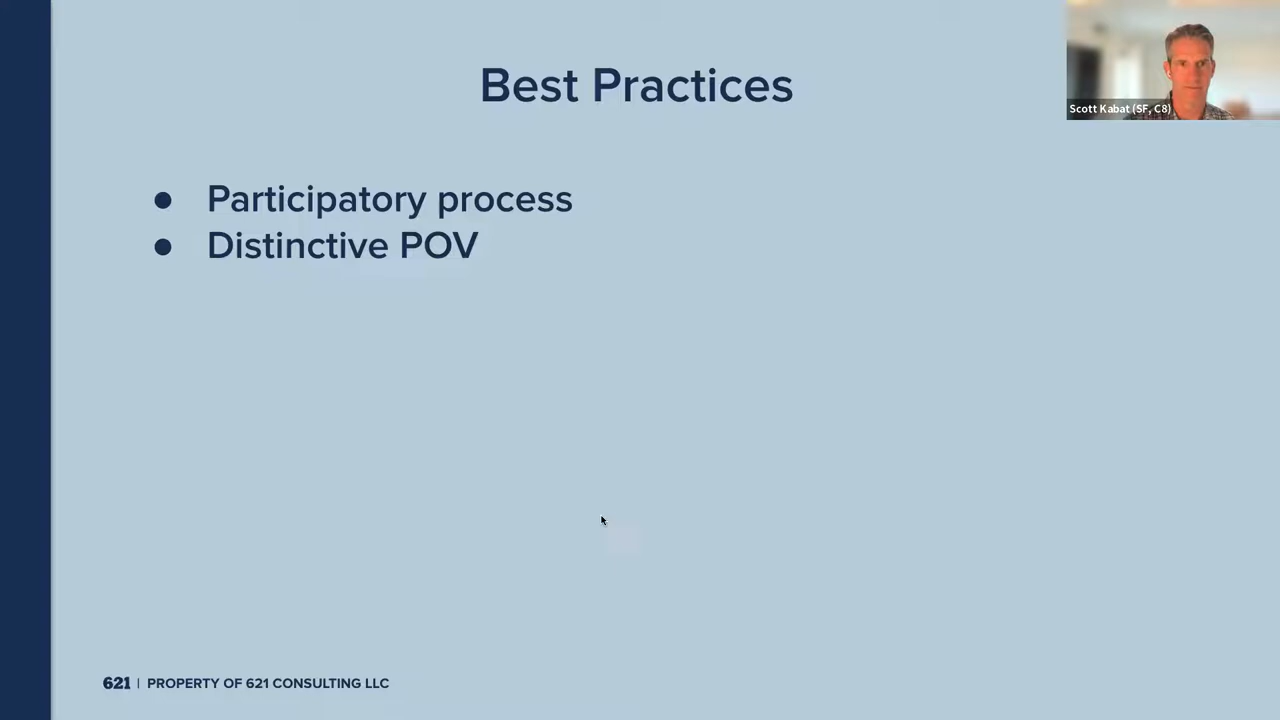 Best Practices
Scott Kabat (SF, C8)
● Participatory process
● Distinctive POV
621 | PROPERTY OF 621 CONSULTING LLC